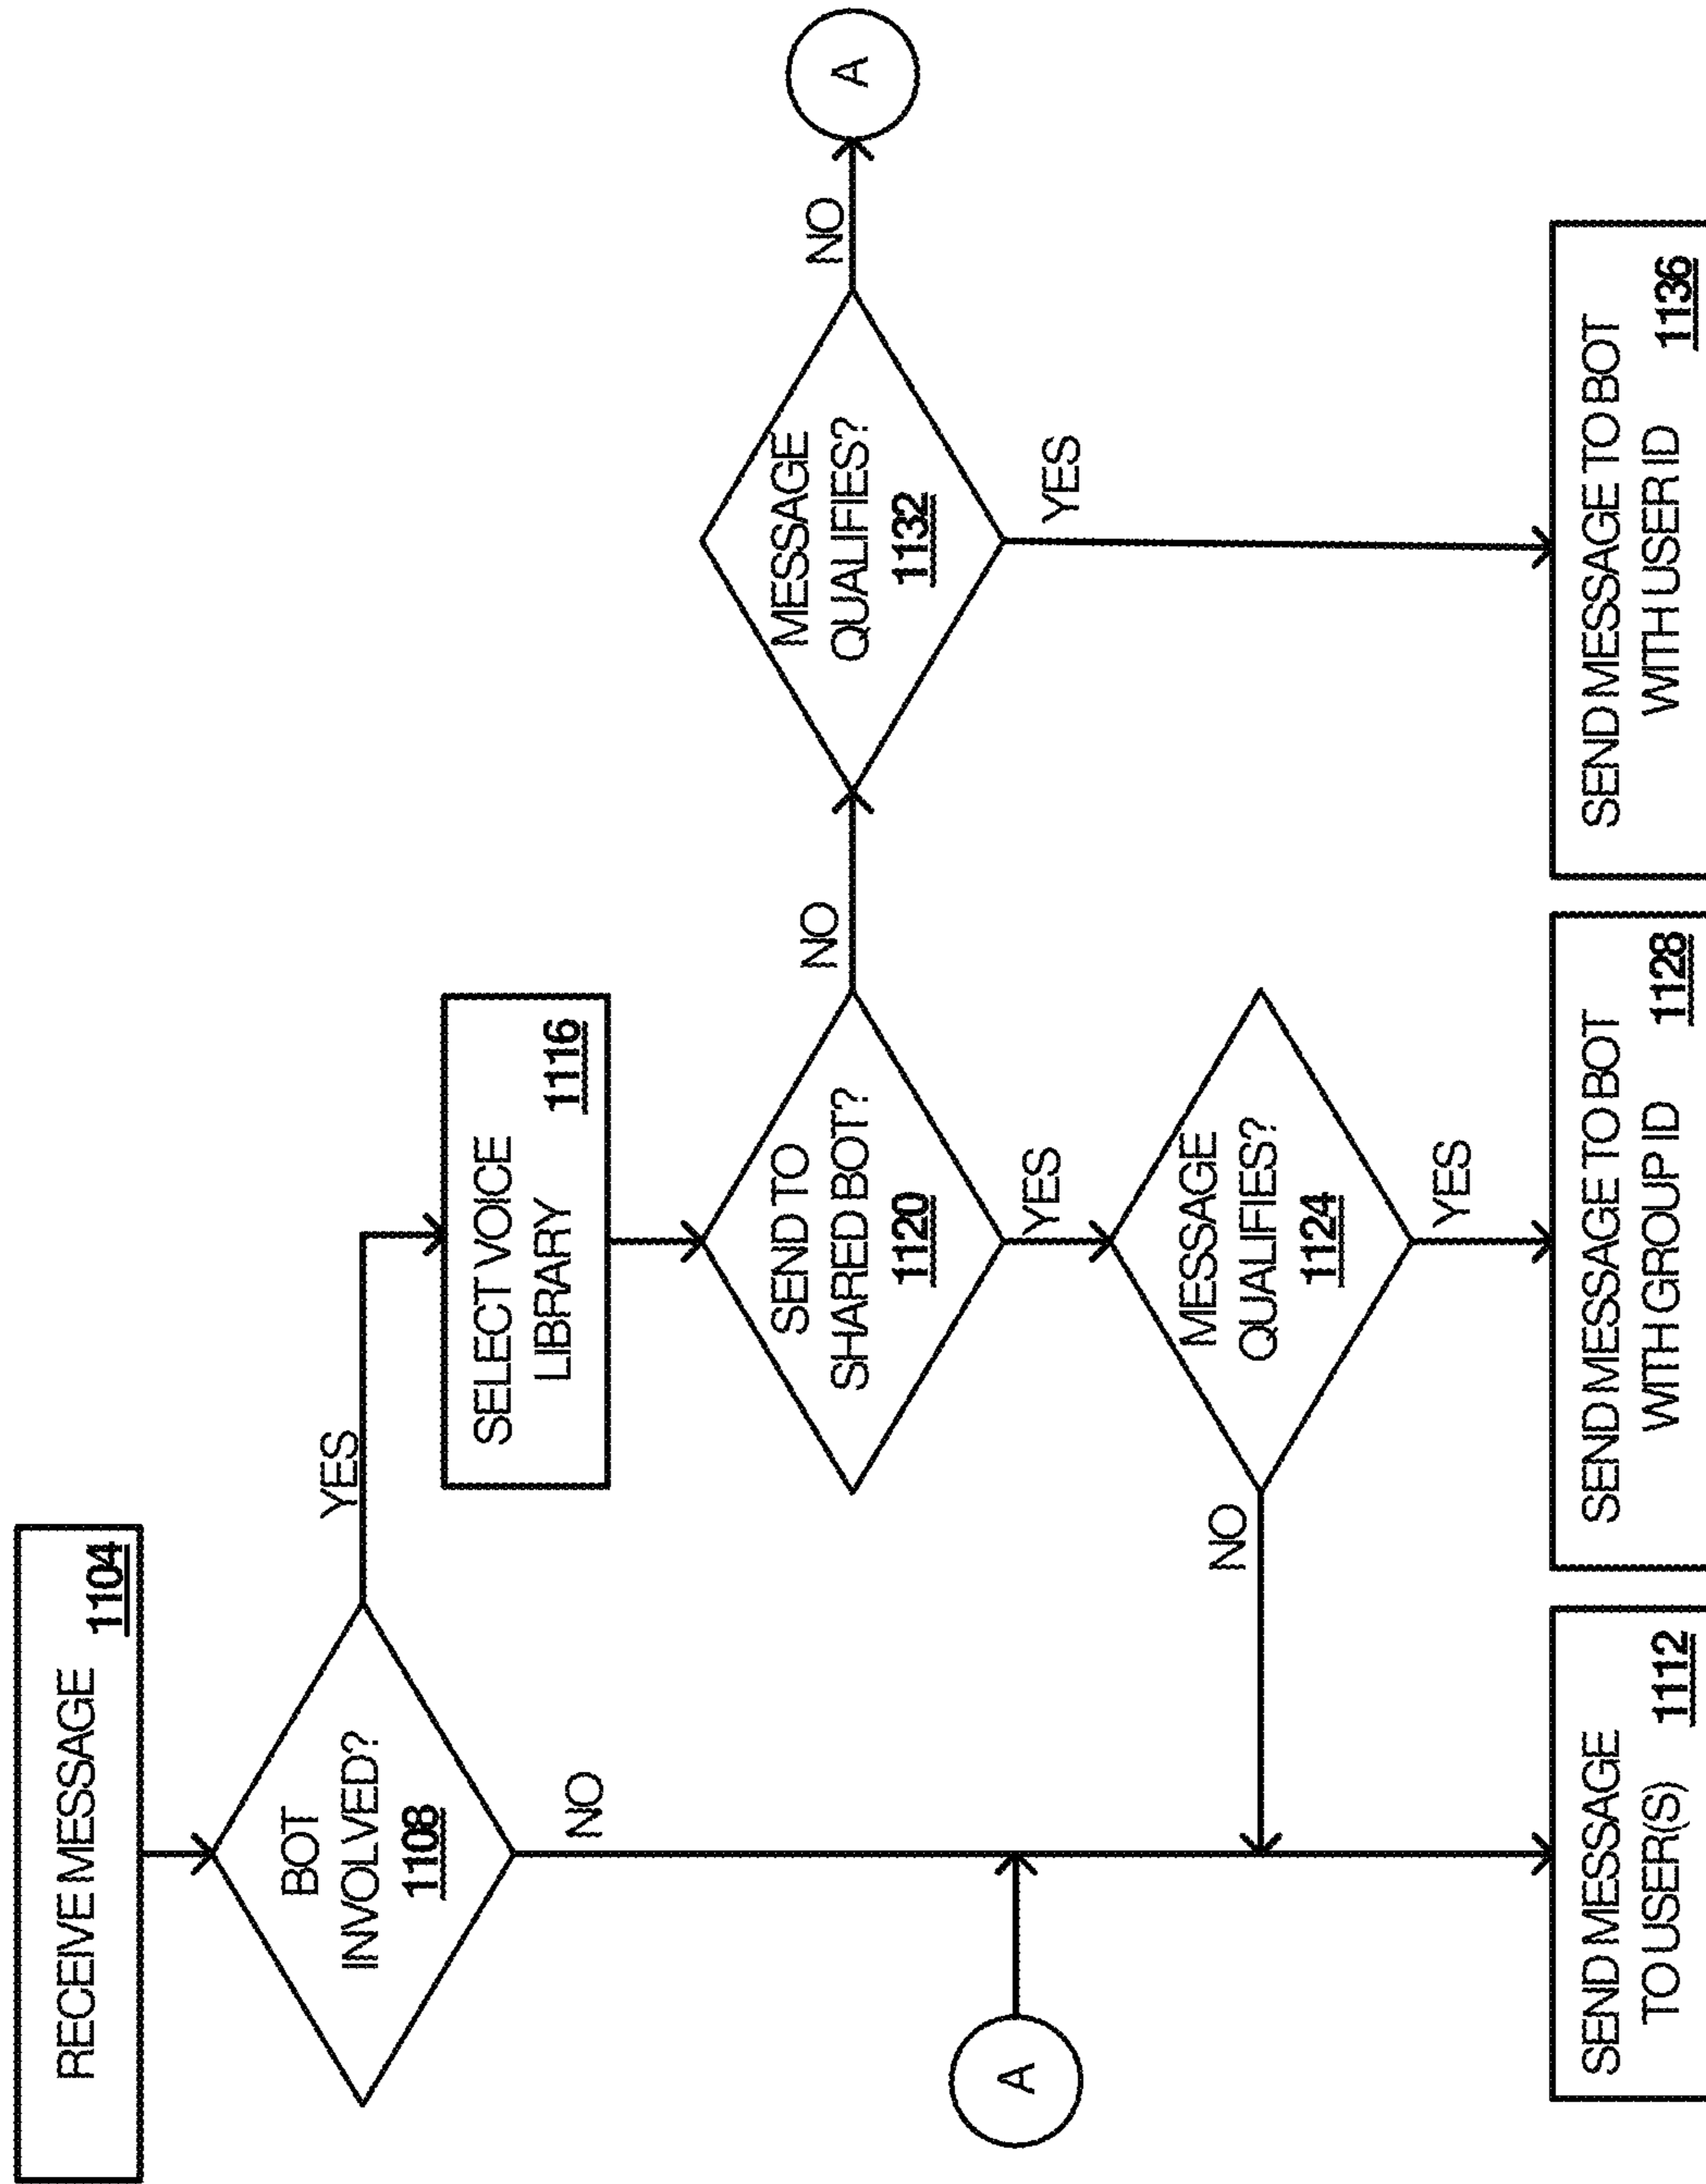 RECEIVE MESSAGE
1104
BOT
INVOLVED?
1108
YES
NO
SELECT VOICE
LIBRARY
1116
SEND TO
SHARED BOT?
1120
NO
YES
MESSAGE
QUALIFIES?
1132
NO
A
YES
MESSAGE
QUALIFIES?
1124
NO
YES
A
SEND MESSAGE
TO USER(S)
1112
SEND MESSAGE TO BOT
WITH GROUP ID
1128
SEND MESSAGE TO BOT
WITH USER ID
1136